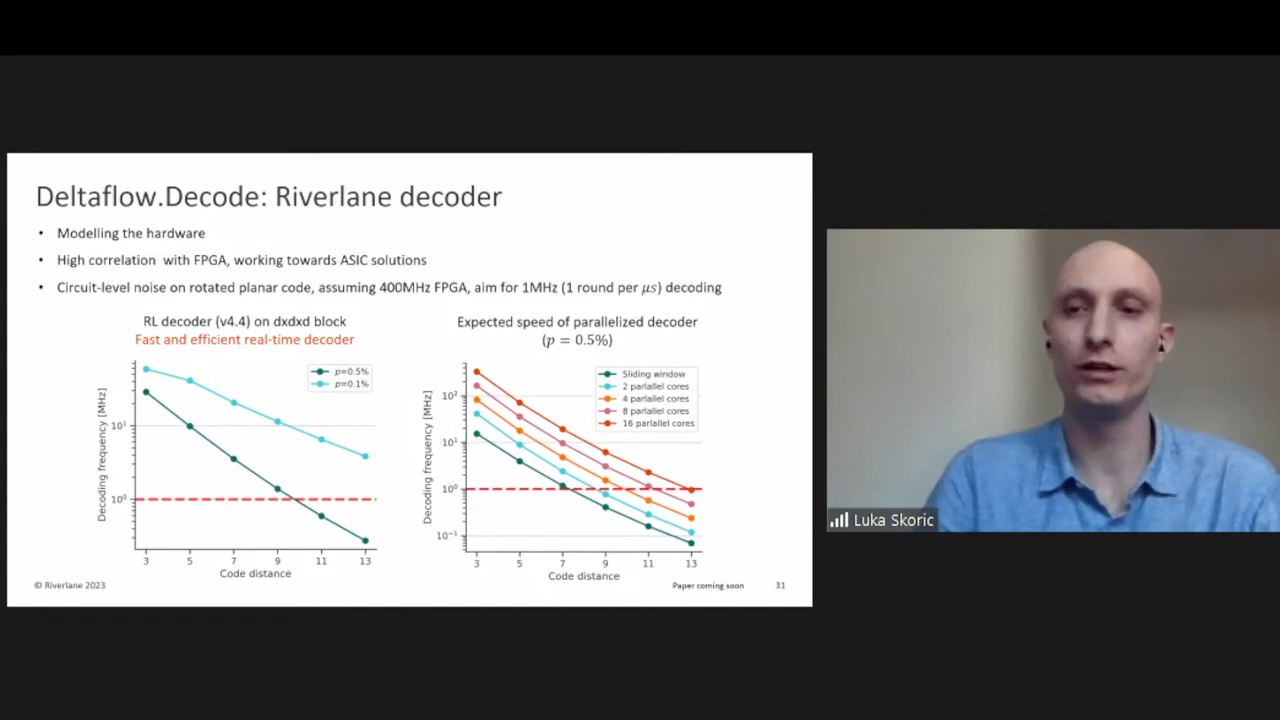 Deltaflow.Decode: Riverlane decoder
• Modelling the hardware
• High correlation with FPGA, working towards ASIC solutions
• Circuit-level noise on rotated planar code, assuming 400MHz FPGA, aim for 1MHz (1 round per μs) decoding
RL decoder (v4.4) on dxdxd block
Fast and efficient real-time decoder
p=0.5%
p=0.1%
Decoding frequency [MHz]
10¹
10⁰
3 5 7 9 11 13
Code distance
Expected speed of parallelized decoder
(p = 0.5%)
Sliding window
2 parlallel cores
4 parlallel cores
8 parlallel cores
16 parlallel cores
Decoding frequency [MHz]
10²
10¹
10⁰
10⁻¹
3 5 7 9 11 13
Code distance
© Riverlane 2023
Paper coming soon
31
Luka Skoric